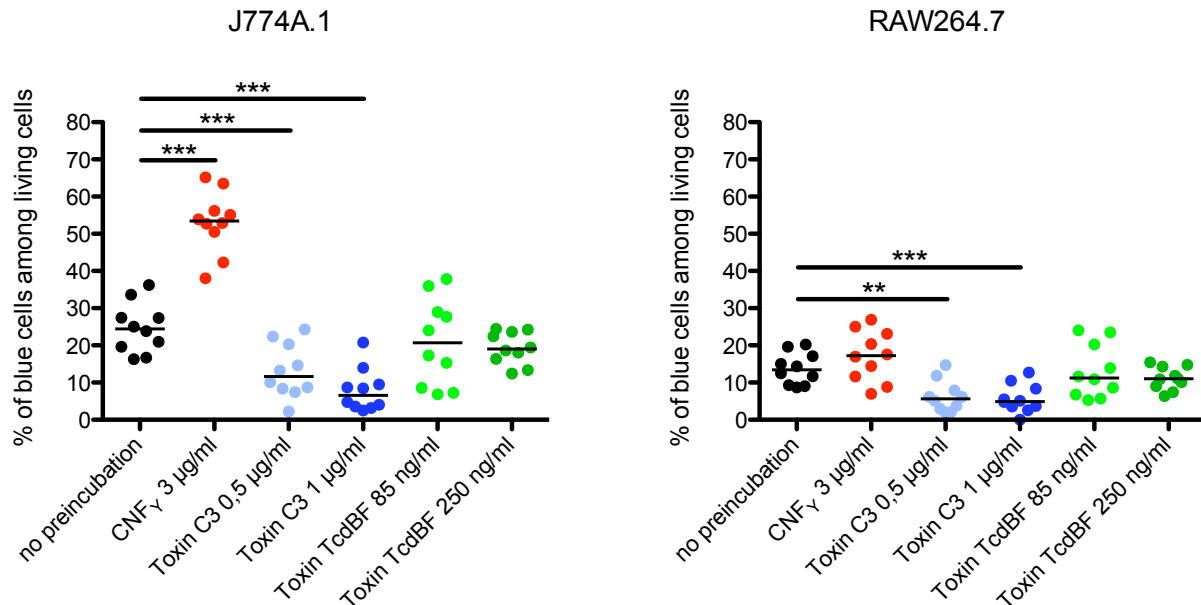 J774A.1
% of blue cells among living cells
80
70
60
50
40
30
20
10
0
***
***
***
no preincubation
CNFγ 3 µg/ml
Toxin C3 0,5 µg/ml
Toxin C3 1 µg/ml
Toxin TcdBF 85 ng/ml
Toxin TcdBF 250 ng/ml
RAW264.7
% of blue cells among living cells
80
70
60
50
40
30
20
10
0
***
**
no preincubation
CNFγ 3 µg/ml
Toxin C3 0,5 µg/ml
Toxin C3 1 µg/ml
Toxin TcdBF 85 ng/ml
Toxin TcdBF 250 ng/ml